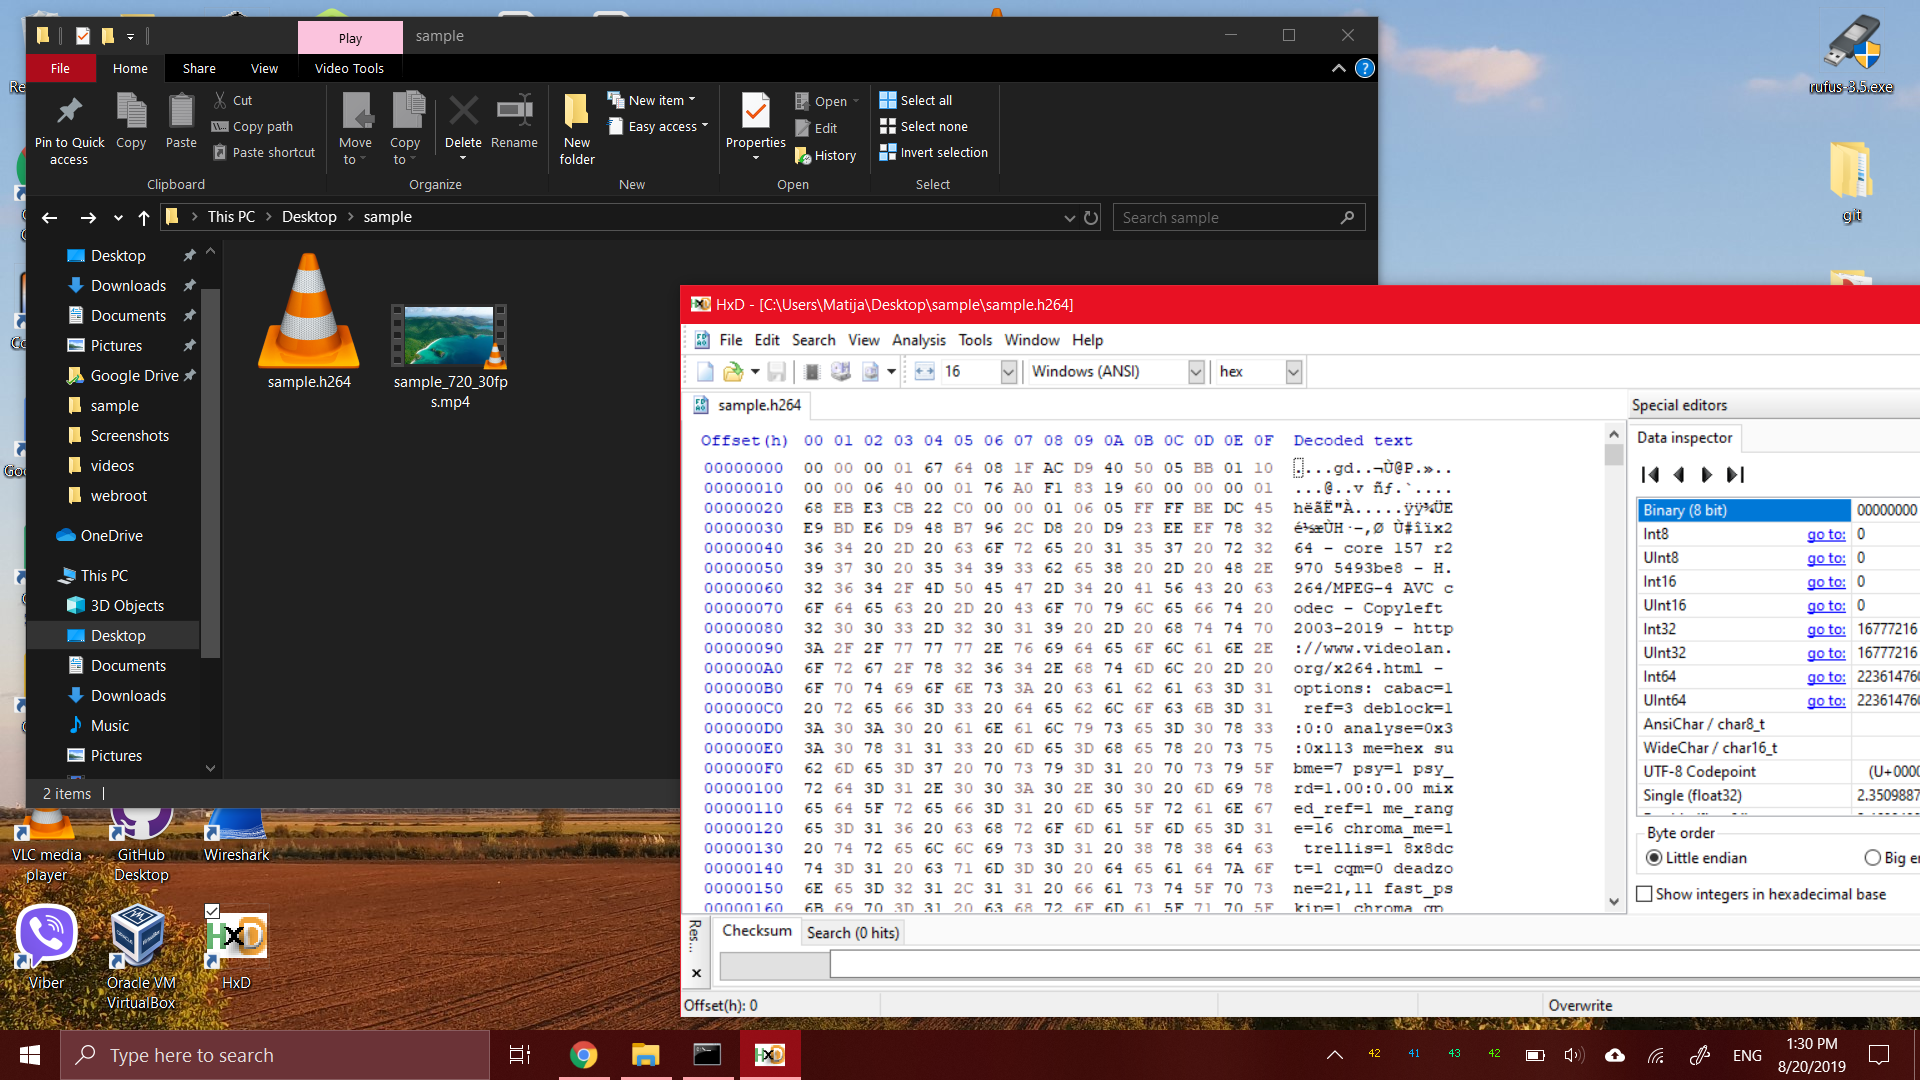 Play
sample
File
Home
Share
View
Video Tools
Pin to Quick access
Copy
Paste
Cut
Copy path
Paste shortcut
Clipboard
Move to
Copy to
Delete
Rename
Organize
New folder
New item
Easy access
New
Properties
Open
Edit
History
Open
Select all
Select none
Invert selection
Select
This PC
Desktop
sample
Search sample
Desktop
Downloads
Documents
Pictures
Google Drive
sample
Screenshots
videos
webroot
OneDrive
This PC
3D Objects
Desktop
Documents
Downloads
Music
Pictures
2 items
sample.h264
sample_720_30fp
s.mp4
rufus-3.5.exe
git
HxD - [C:\Users\Matija\Desktop\sample\sample.h264]
File Edit Search View Analysis Tools Window Help
16
Windows (ANSI)
hex
sample.h264
Offset(h) 00 01 02 03 04 05 06 07 08 09 0A 0B 0C 0D 0E 0F Decoded text
00000000 00 00 00 01 67 64 08 1F AC D9 40 50 05 BB 01 10 ....gd..¬Ù@P.»..
00000010 00 00 06 40 00 01 76 A0 F1 83 19 60 00 00 00 01 ...@..v ñƒ.`....
00000020 68 EB E3 CB 22 C0 00 00 01 06 05 FF FF BE DC 45 hëãË"À.....ÿÿ¾ÜE
00000030 E9 BD E6 D9 48 B7 96 2C D8 20 D9 23 EE EF 78 32 é½æÙH·–,Ø Ù#îïx2
00000040 36 34 20 2D 20 63 6F 72 65 20 31 35 37 20 72 32 64 - core 157 r2
00000050 39 37 30 20 35 34 39 33 62 65 38 20 2D 20 48 2E 970 5493be8 - H.
00000060 32 36 34 2F 4D 50 45 47 2D 34 20 41 56 43 20 63 264/MPEG-4 AVC c
00000070 6F 64 65 63 20 2D 20 43 6F 70 79 6C 65 66 74 20 odec - Copyleft
00000080 32 30 30 33 2D 32 30 31 39 20 2D 20 68 74 74 70 2003-2019 - http
00000090 3A 2F 2F 77 77 77 2E 76 69 64 65 6F 6C 61 6E 2E ://www.videolan.
000000A0 6F 72 67 2F 78 32 36 34 2E 68 74 6D 6C 20 2D 20 org/x264.html -
000000B0 6F 70 74 69 6F 6E 73 3A 20 63 61 62 61 63 3D 31 options: cabac=1
000000C0 20 72 65 66 3D 33 20 64 65 62 6C 6F 63 6B 3D 31 ref=3 deblock=1
000000D0 3A 30 3A 30 20 61 6E 61 6C 79 73 65 3D 30 78 33 :0:0 analyse=0x3
000000E0 3A 30 78 31 31 33 20 6D 65 3D 68 65 78 20 73 75 :0x113 me=hex su
000000F0 62 6D 65 3D 37 20 70 73 79 3D 31 20 70 73 79 5F bme=7 psy=1 psy_
00000100 72 64 3D 31 2E 30 30 3A 30 2E 30 30 20 6D 69 78 rd=1.00:0.00 mix
00000110 65 64 5F 72 65 66 3D 31 20 6D 65 5F 72 61 6E 67 ed_ref=1 me_rang
00000120 65 3D 31 36 20 63 68 72 6F 6D 61 5F 6D 65 3D 31 e=16 chroma_me=1
00000130 20 74 72 65 6C 6C 69 73 3D 31 20 38 78 38 64 63 trellis=1 8x8dc
00000140 74 3D 31 20 63 71 6D 3D 30 20 64 65 61 64 7A 6F t=1 cqm=0 deadzo
00000150 6E 65 3D 32 31 2C 31 31 20 66 61 73 74 5F 70 73 ne=21,11 fast_ps
00000160 6B 69 70 3D 31 20 63 68 72 6F 6D 61 5F 71 70 5F kip=1 chroma_qp_
Special editors
Data inspector
Binary (8 bit) 00000000
Int8 go to: 0
UInt8 go to: 0
Int16 go to: 0
UInt16 go to: 0
Int32 go to: 16777216
UInt32 go to: 16777216
Int64 go to: 223614760
UInt64 go to: 223614760
AnsiChar / char8_t
WideChar / char16_t
UTF-8 Codepoint (U+0000
Single (float32) 2.3509887
Byte order
Little endian
Big en
Show integers in hexadecimal base
Res...
Checksum
Search (0 hits)
Offset(h): 0
Overwrite
VLC media player
GitHub Desktop
Wireshark
Viber
Oracle VM VirtualBox
HxD
Type here to search
42
41
43
42
ENG
1:30 PM
8/20/2019